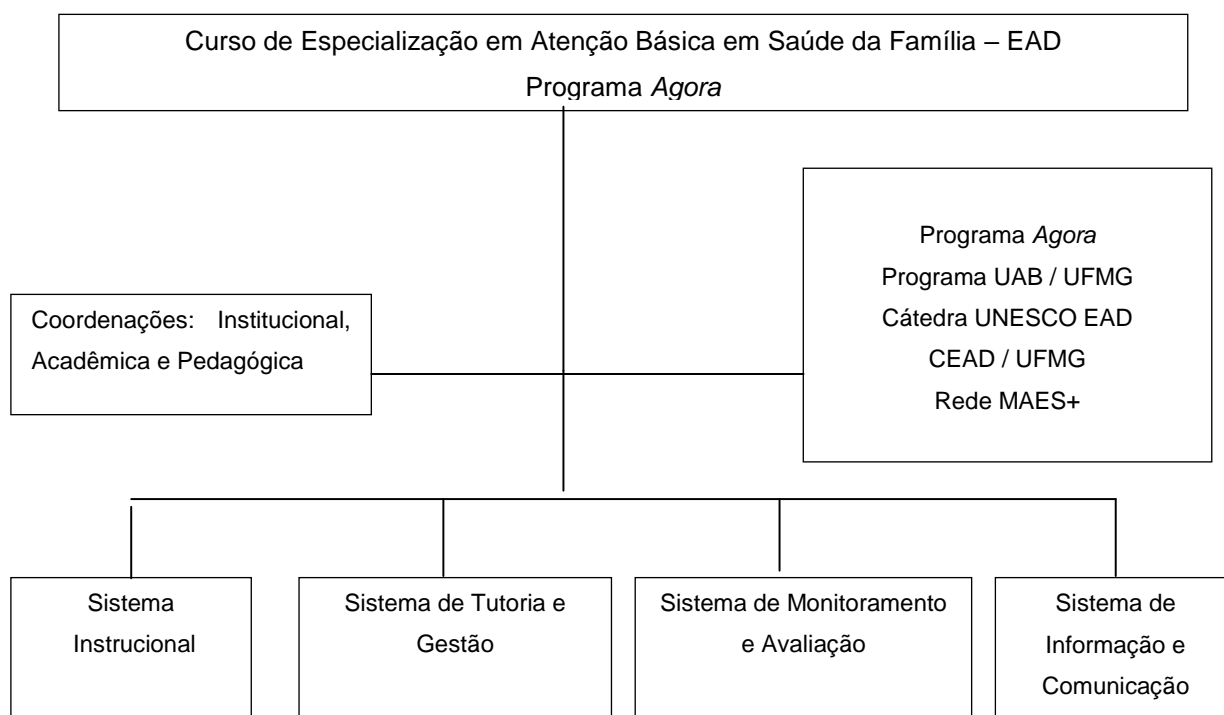 Curso de Especialização em Atenção Básica em Saúde da Família – EAD
Programa Agora
Programa Agora
Programa UAB / UFMG
Cátedra UNESCO EAD
CEAD / UFMG
Rede MAES+
Coordenações: Institucional,
Acadêmica e Pedagógica
Sistema
Instrucional
Sistema de Tutoria e
Gestão
Sistema de Monitoramento
e Avaliação
Sistema de
Informação e
Comunicação